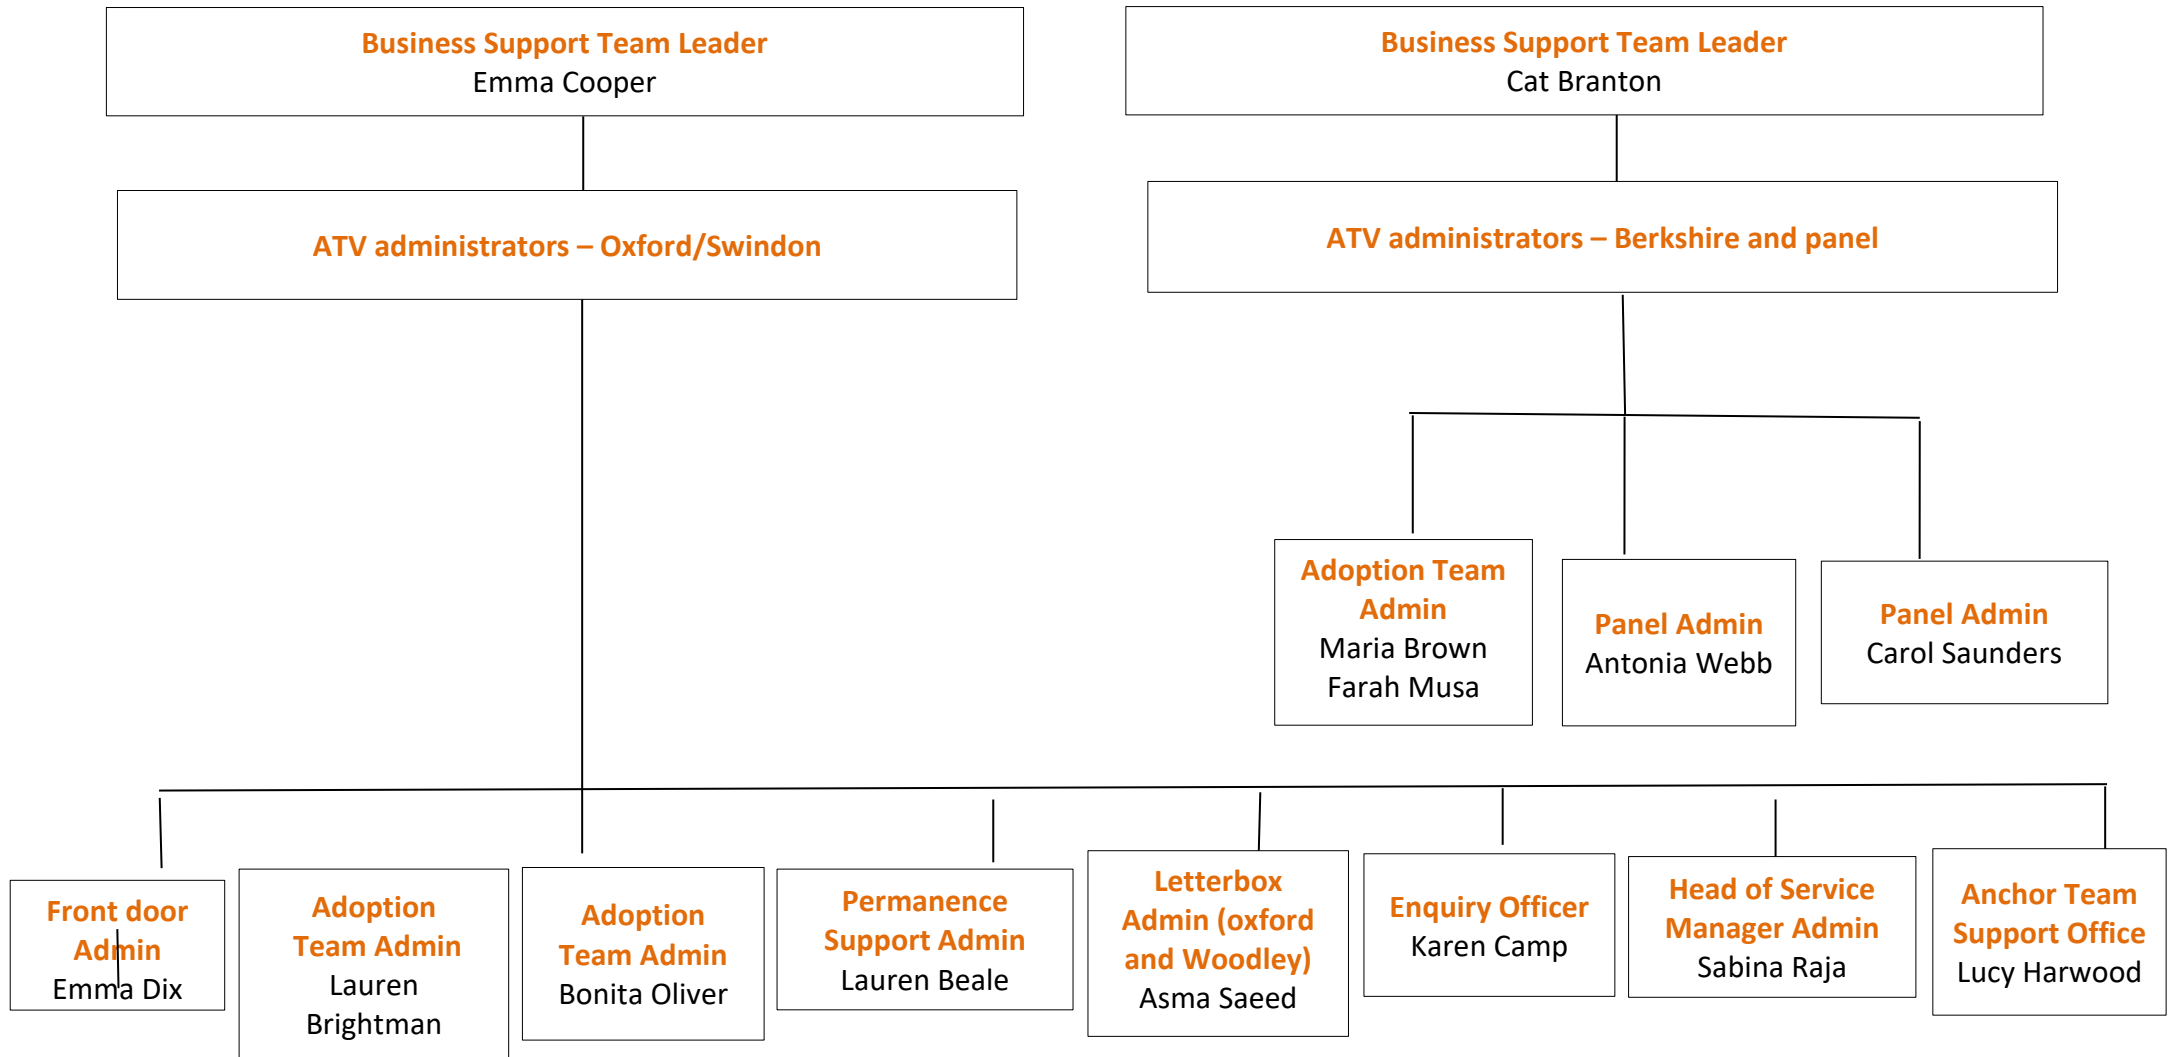 Business Support Team Leader
Emma Cooper
Business Support Team Leader
Cat Branton
ATV administrators – Oxford/Swindon
ATV administrators – Berkshire and panel
Adoption Team
Admin
Maria Brown
Farah Musa
Panel Admin
Antonia Webb
Panel Admin
Carol Saunders
Front door
Admin
Emma Dix
Adoption
Team Admin
Lauren
Brightman
Adoption
Team Admin
Bonita Oliver
Permanence
Support Admin
Lauren Beale
Letterbox
Admin (oxford
and Woodley)
Asma Saeed
Enquiry Officer
Karen Camp
Head of Service
Manager Admin
Sabina Raja
Anchor Team
Support Office
Lucy Harwood